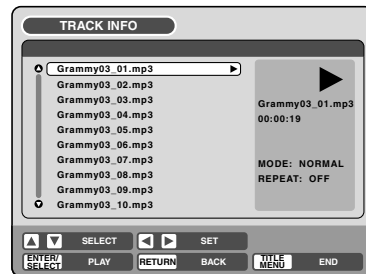 TRACK INFO
Grammy03_01.mp3
Grammy03_02.mp3
Grammy03_03.mp3
Grammy03_04.mp3
Grammy03_05.mp3
Grammy03_06.mp3
Grammy03_07.mp3
Grammy03_08.mp3
Grammy03_09.mp3
Grammy03_10.mp3
Grammy03_01.mp3
00:00:19
MODE: NORMAL
REPEAT: OFF
SELECT SET
ENTER/SELECT PLAY RETURN BACK TITLE MENU END